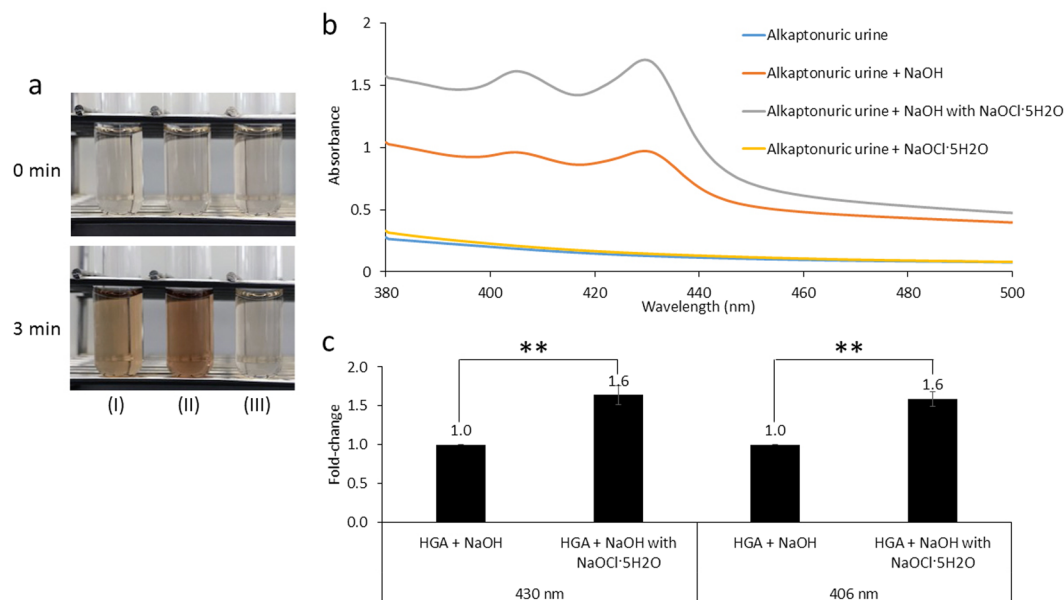 a
0 min
3 min
(I) (II) (III)
b
Absorbance
2
1.5
1
0.5
0
380 400 420 440 460 480 500
Wavelength (nm)
Alkaptonuric urine
Alkaptonuric urine + NaOH
Alkaptonuric urine + NaOH with NaOCl·5H2O
Alkaptonuric urine + NaOCl·5H2O
c
Fold-change
2.0
1.5
1.0
0.5
0.0
** **
1.0 1.6 1.0 1.6
HGA + NaOH
HGA + NaOH with
NaOCl·5H2O
HGA + NaOH
HGA + NaOH with
NaOCl·5H2O
430 nm 406 nm